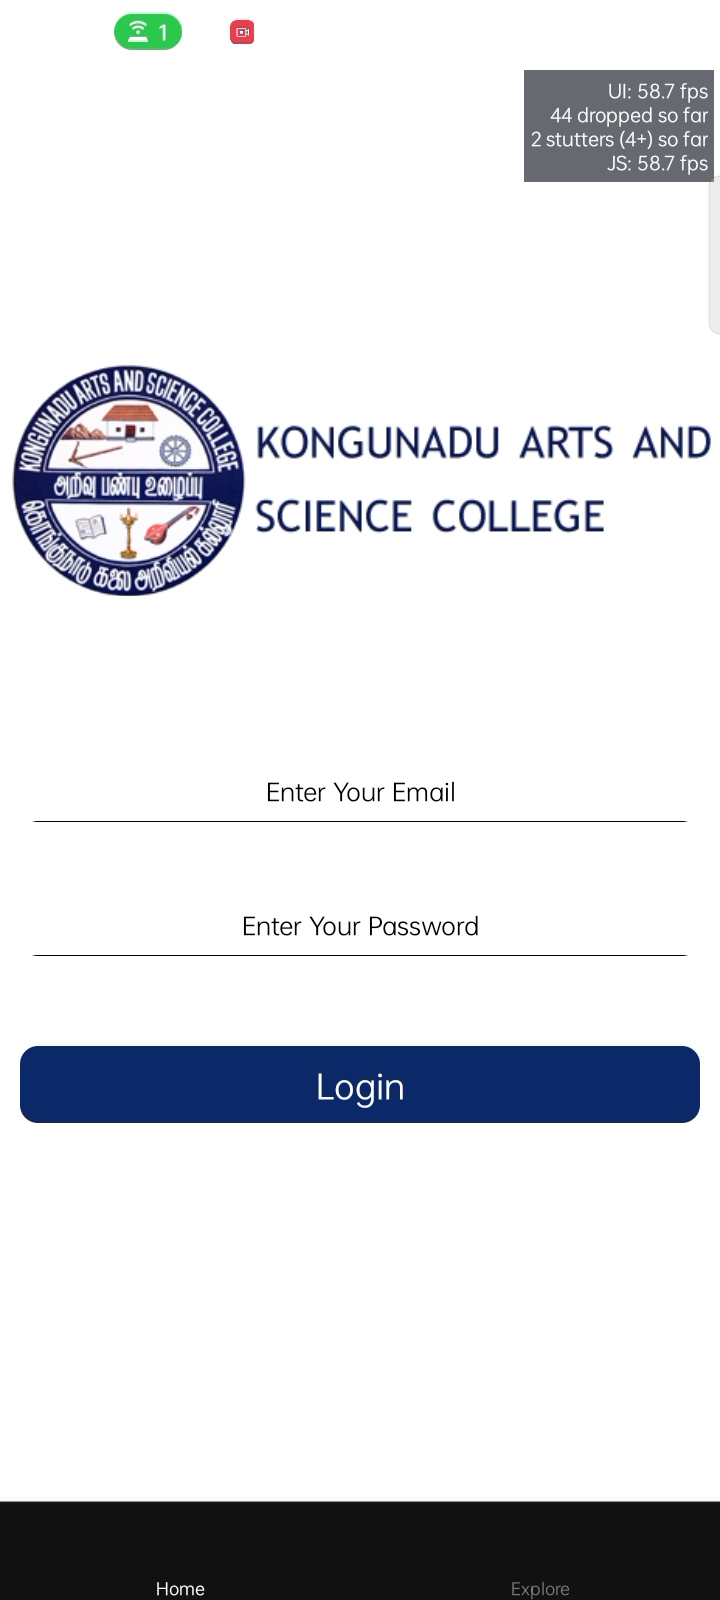 1
UI: 58.7 fps
44 dropped so far
2 stutters (4+) so far
JS: 58.7 fps
KONGUNADU ARTS AND SCIENCE COLLEGE
அறிவு பண்பு உழைப்பு
கொங்குநாடு கலை அறிவியல் கல்லூரி
KONGUNADU ARTS AND
SCIENCE COLLEGE
Enter Your Email
Enter Your Password
Login
Home
Explore